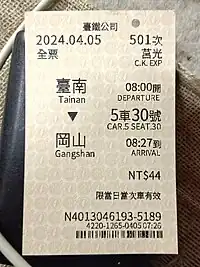 臺鐵公司
2024.04.05 501次
全票 莒光
C.K. EXP
臺南 08:00開
Tainan DEPARTURE
▼ 5車30號
CAR.5 SEAT.30
岡山 08:27到
Gangshan ARRIVAL
NT$44
限當日當次車有效
N4013046193-5189
4220-1265-0405 07:26